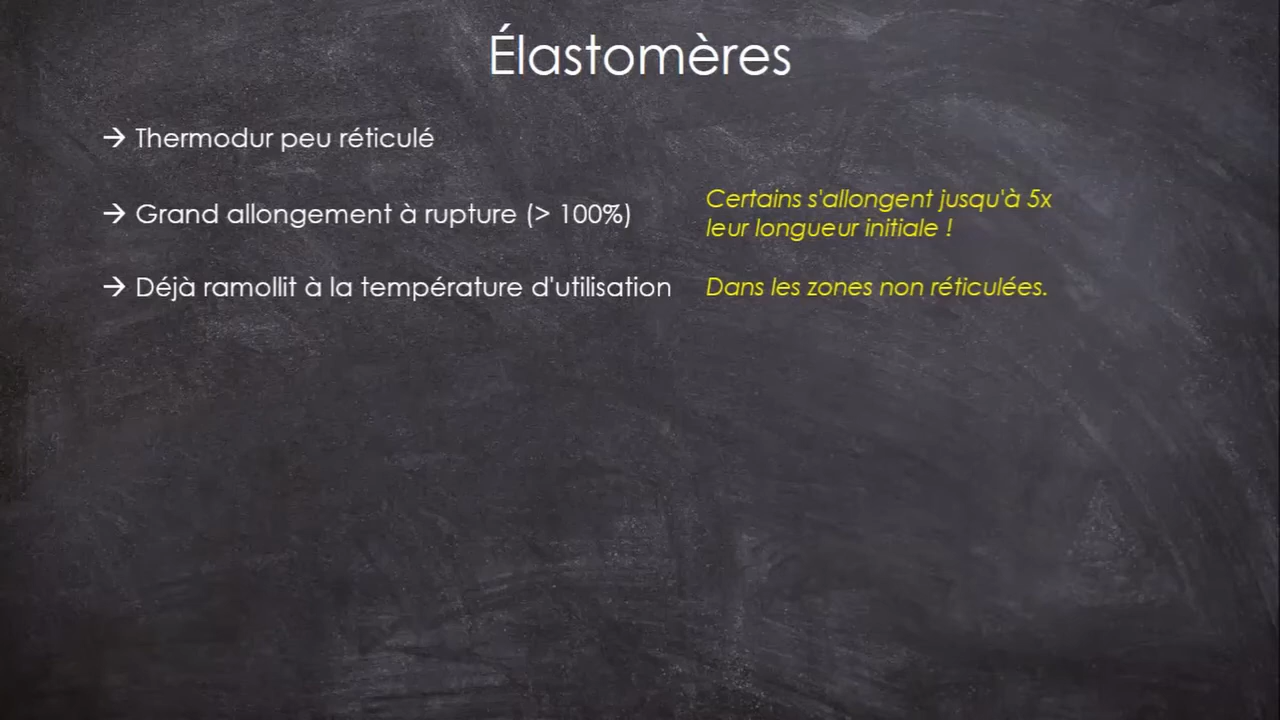 Élastomères
→ Thermodur peu réticulé
→ Grand allongement à rupture (> 100%)
Certains s'allongent jusqu'à 5x
leur longueur initiale !
→ Déjà ramollit à la température d'utilisation
Dans les zones non réticulées.